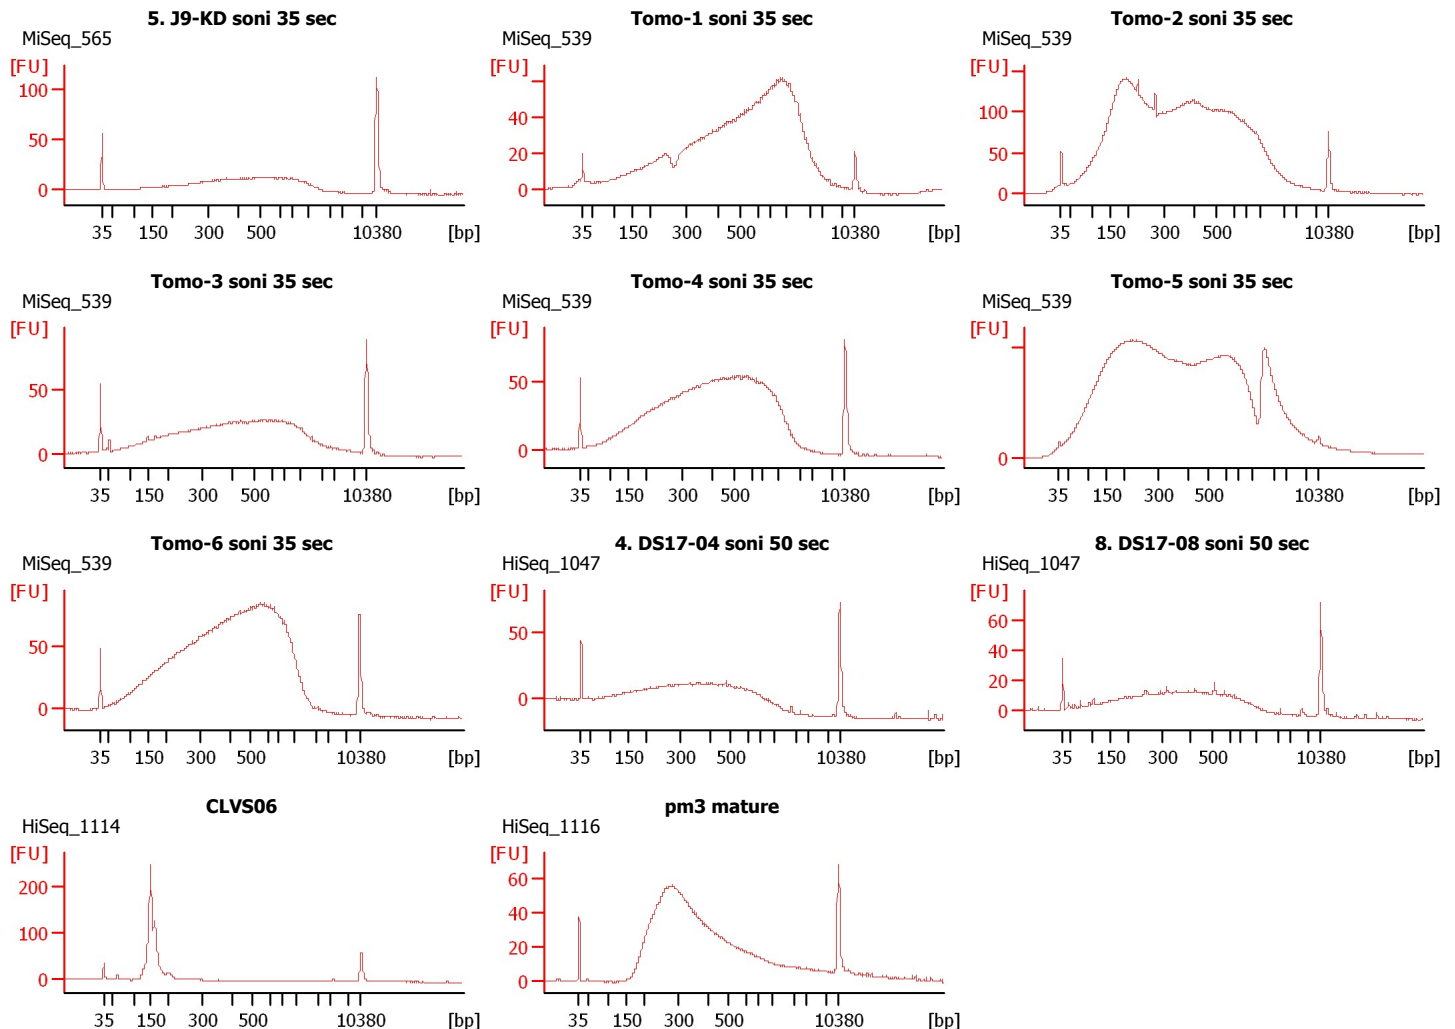 5. J9-KD soni 35 sec
MiSeq_565
[FU]
100
50
0
35 150 300 500 10380 [bp]
Tomo-1 soni 35 sec
MiSeq_539
[FU]
40
20
0
35 150 300 500 10380 [bp]
Tomo-2 soni 35 sec
MiSeq_539
[FU]
100
50
0
35 150 300 500 10380 [bp]
Tomo-3 soni 35 sec
MiSeq_539
[FU]
50
0
35 150 300 500 10380 [bp]
Tomo-4 soni 35 sec
MiSeq_539
[FU]
50
0
35 150 300 500 10380 [bp]
Tomo-5 soni 35 sec
MiSeq_539
[FU]
0
35 150 300 500 10380 [bp]
Tomo-6 soni 35 sec
MiSeq_539
[FU]
50
0
35 150 300 500 10380 [bp]
4. DS17-04 soni 50 sec
HiSeq_1047
[FU]
50
0
35 150 300 500 10380 [bp]
8. DS17-08 soni 50 sec
HiSeq_1047
[FU]
60
40
20
0
35 150 300 500 10380 [bp]
CLVS06
HiSeq_1114
[FU]
200
100
0
35 150 300 500 10380 [bp]
pm3 mature
HiSeq_1116
[FU]
60
40
20
0
35 150 300 500 10380 [bp]